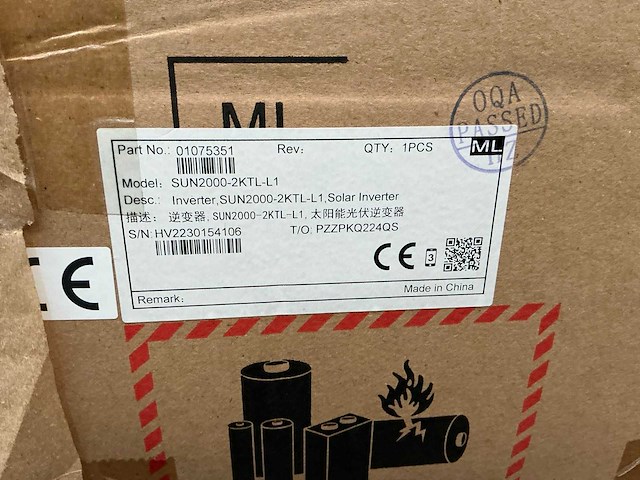 ML
OQA
PASSED
HZ
Part No.: 01075351 Rev: QTY: 1PCS ML
Model: SUN2000-2KTL-L1
Desc.: Inverter,SUN2000-2KTL-L1,Solar Inverter
描述: 逆变器, SUN2000-2KTL-L1, 太阳能光伏逆变器
S/N: HV2230154106 T/O: PZZPKQ224QS
CE 3
Made in China
Remark:
CE